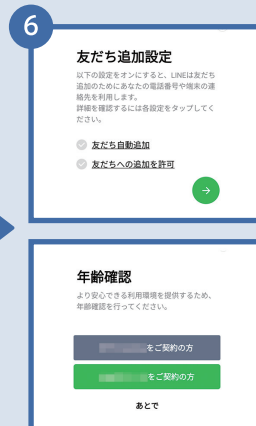 6
友だち追加設定
以下の設定をオンにすると、LINEは友だち
追加のためにあなたの電話番号や端末の連
絡先を利用します。
詳細を確認するには各設定をタップしてく
ださい。
友だち自動追加
友だちへの追加を許可
年齢確認
より安心できる利用環境を提供するため、
年齢確認を行ってください。
をご契約の方
をご契約の方
あとで